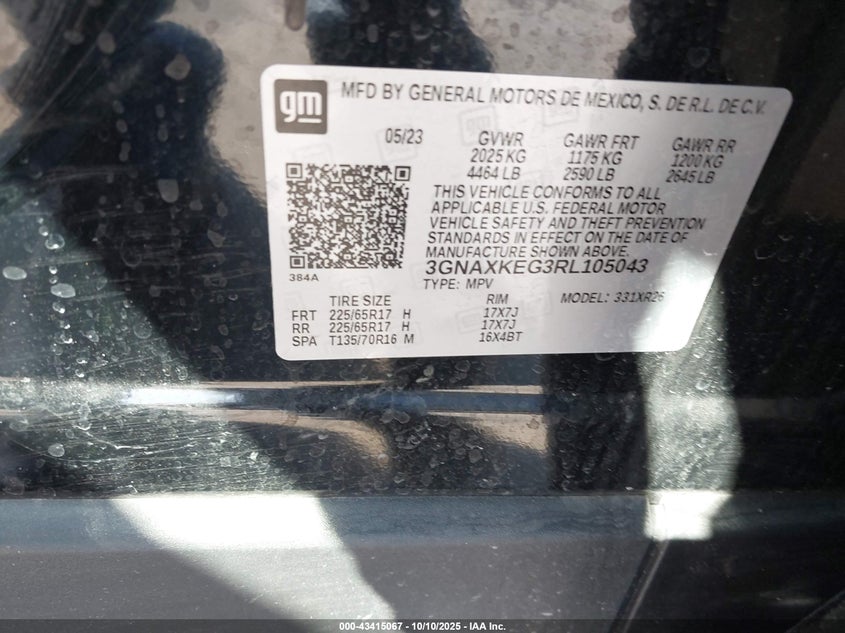 gm
MFD BY GENERAL MOTORS DE MEXICO, S. DE R.L. DE C.V.
05/23 GVWR GAWR FRT GAWR RR
2025 KG 1175 KG 1200 KG
4464 LB 2590 LB 2645 LB
THIS VEHICLE CONFORMS TO ALL
APPLICABLE U.S. FEDERAL MOTOR
VEHICLE SAFETY AND THEFT PREVENTION
STANDARDS IN EFFECT ON THE DATE OF
MANUFACTURE SHOWN ABOVE.
3GNAXKEG3RL105043
384A
TYPE: MPV MODEL: 331XR26
TIRE SIZE RIM
FRT 225/65R17 H 17X7J
RR 225/65R17 H 17X7J
SPA T135/70R16 M 16X4BT
000-43415067 - 10/10/2025 - IAA Inc.